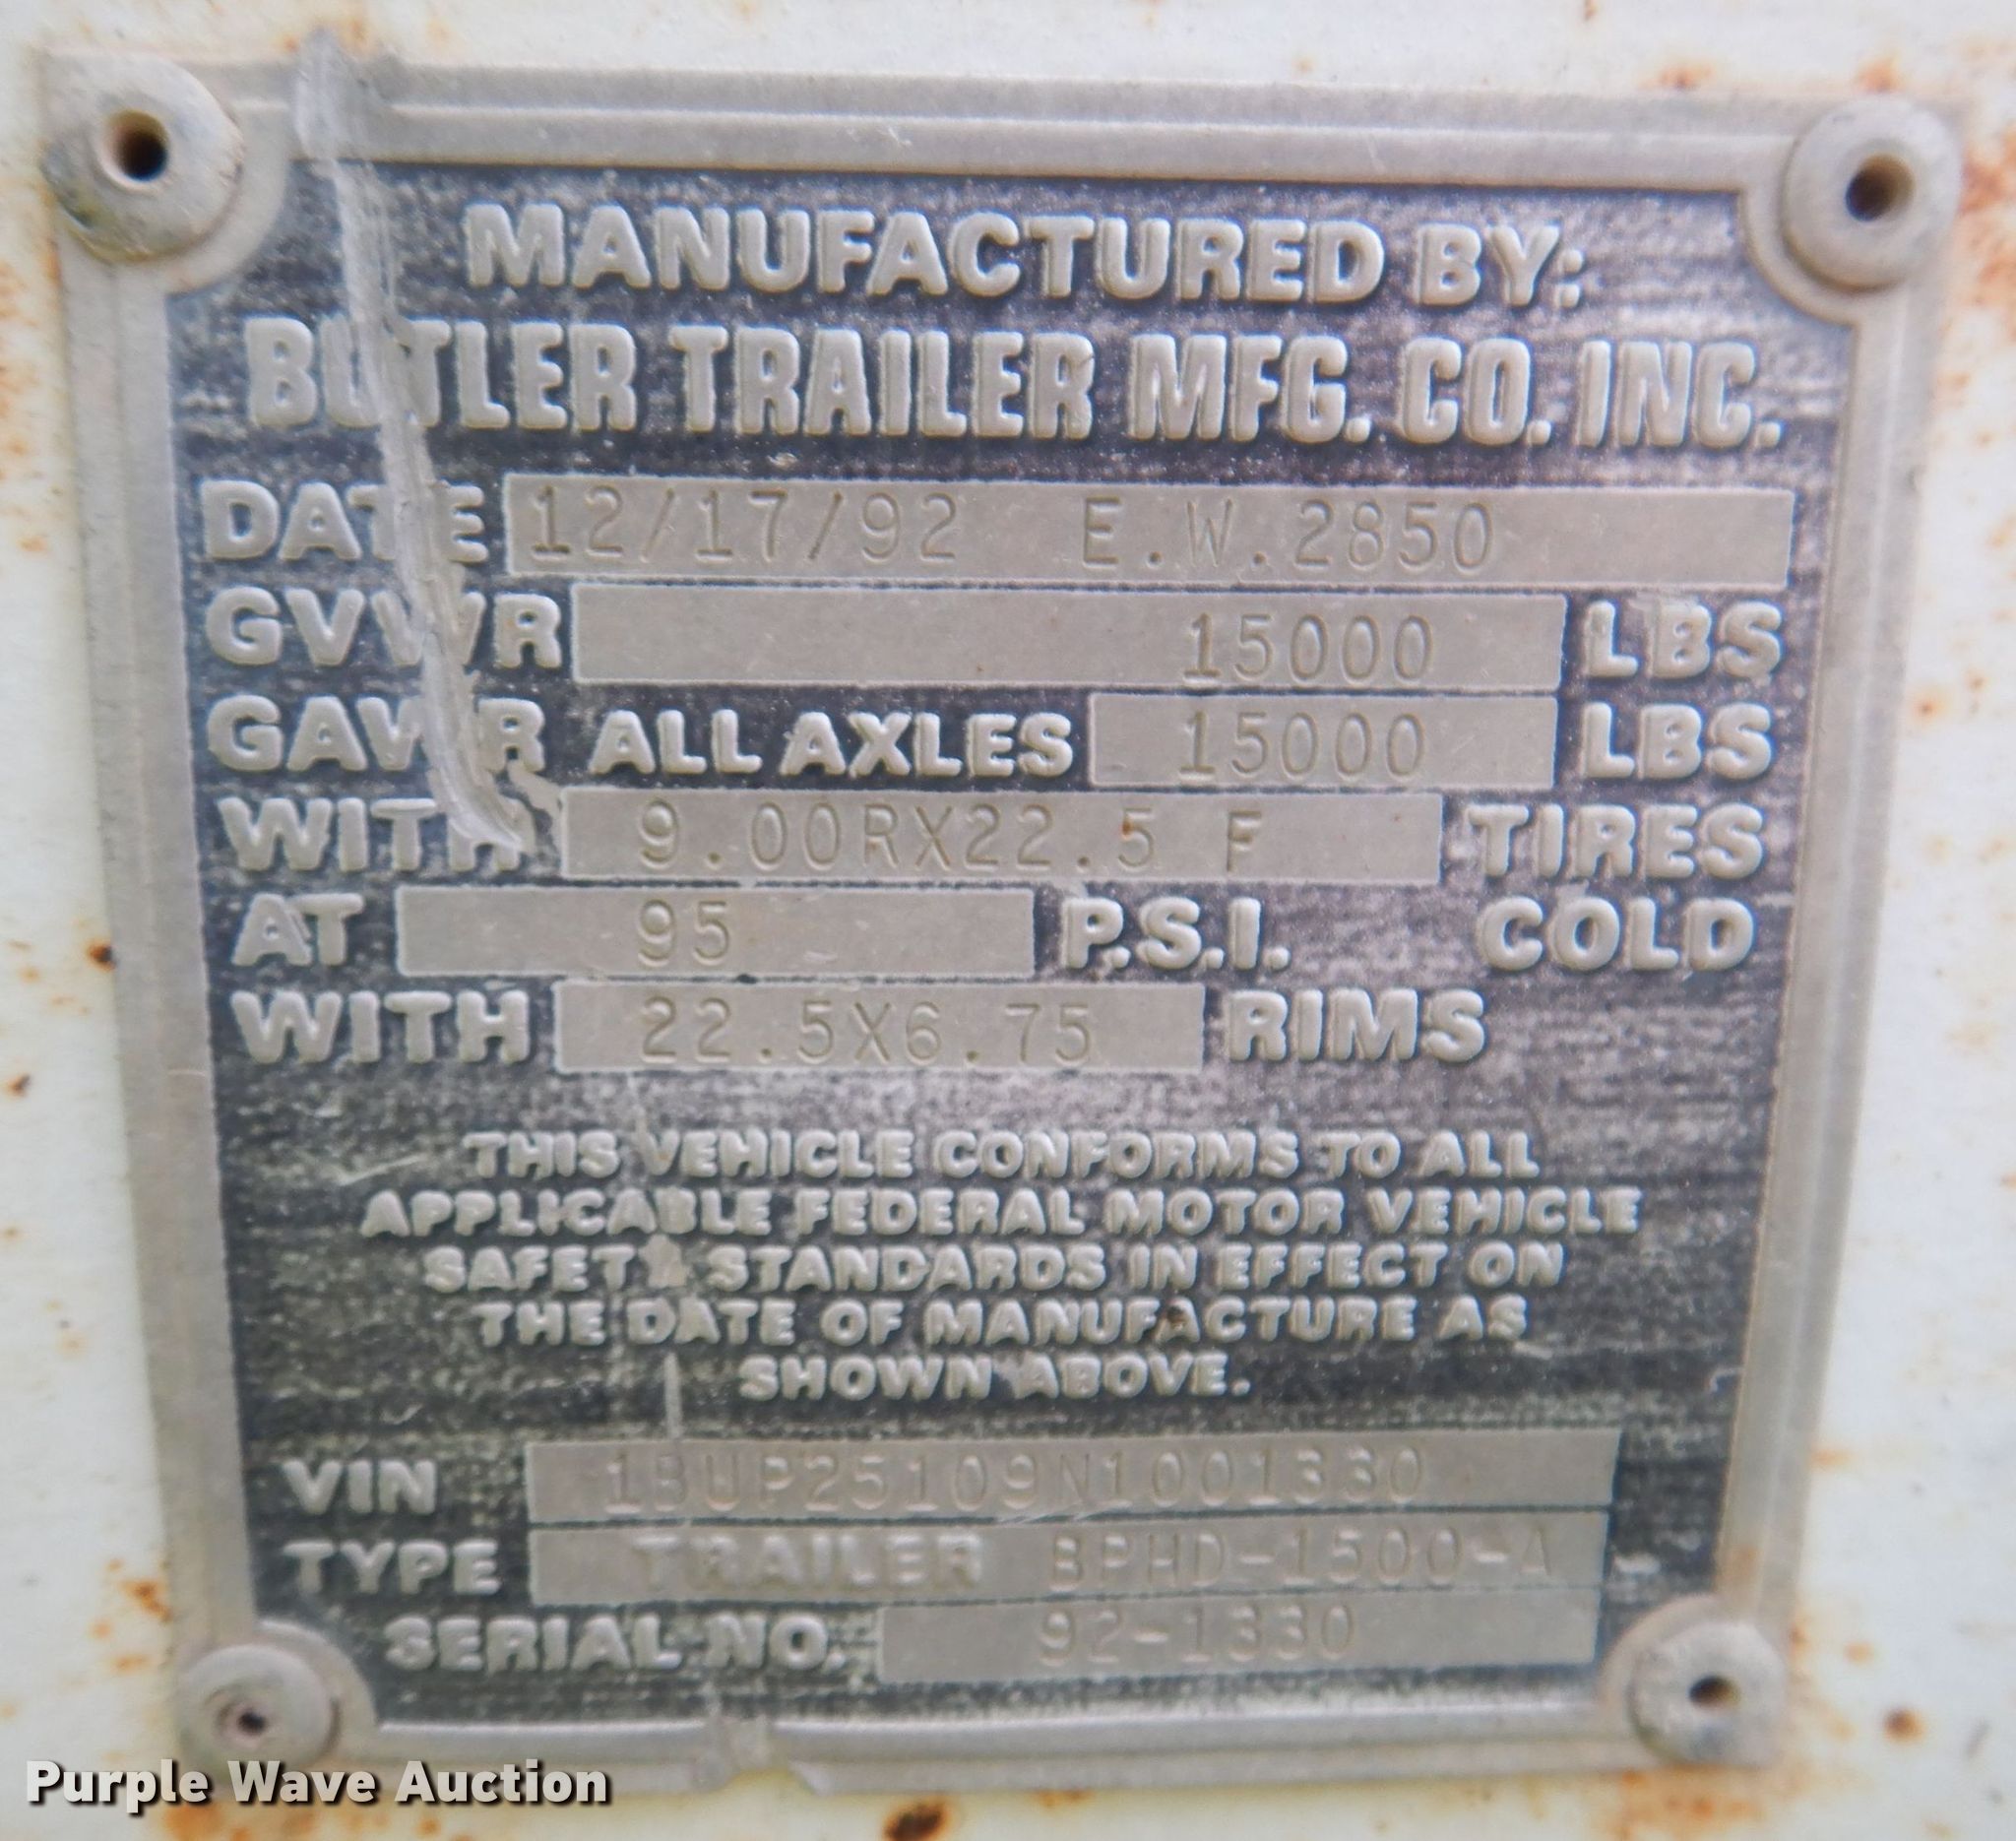 MANUFACTURED BY:
BUTLER TRAILER MFG. CO. INC.
DATE 12/17/92 E.W.2850
GVWR 15000 LBS
GAWR ALL AXLES 15000 LBS
WITH 9.00RX22.5 F TIRES
AT 95 P.S.I. COLD
WITH 22.5X6.75 RIMS
THIS VEHICLE CONFORMS TO ALL
APPLICABLE FEDERAL MOTOR VEHICLE
SAFETY STANDARDS IN EFFECT ON
THE DATE OF MANUFACTURE AS
SHOWN ABOVE.
VIN 1BUP25109N1001330
TYPE TRAILER BPHD-1500-A
SERIAL NO. 92-1330
Purple Wave Auction